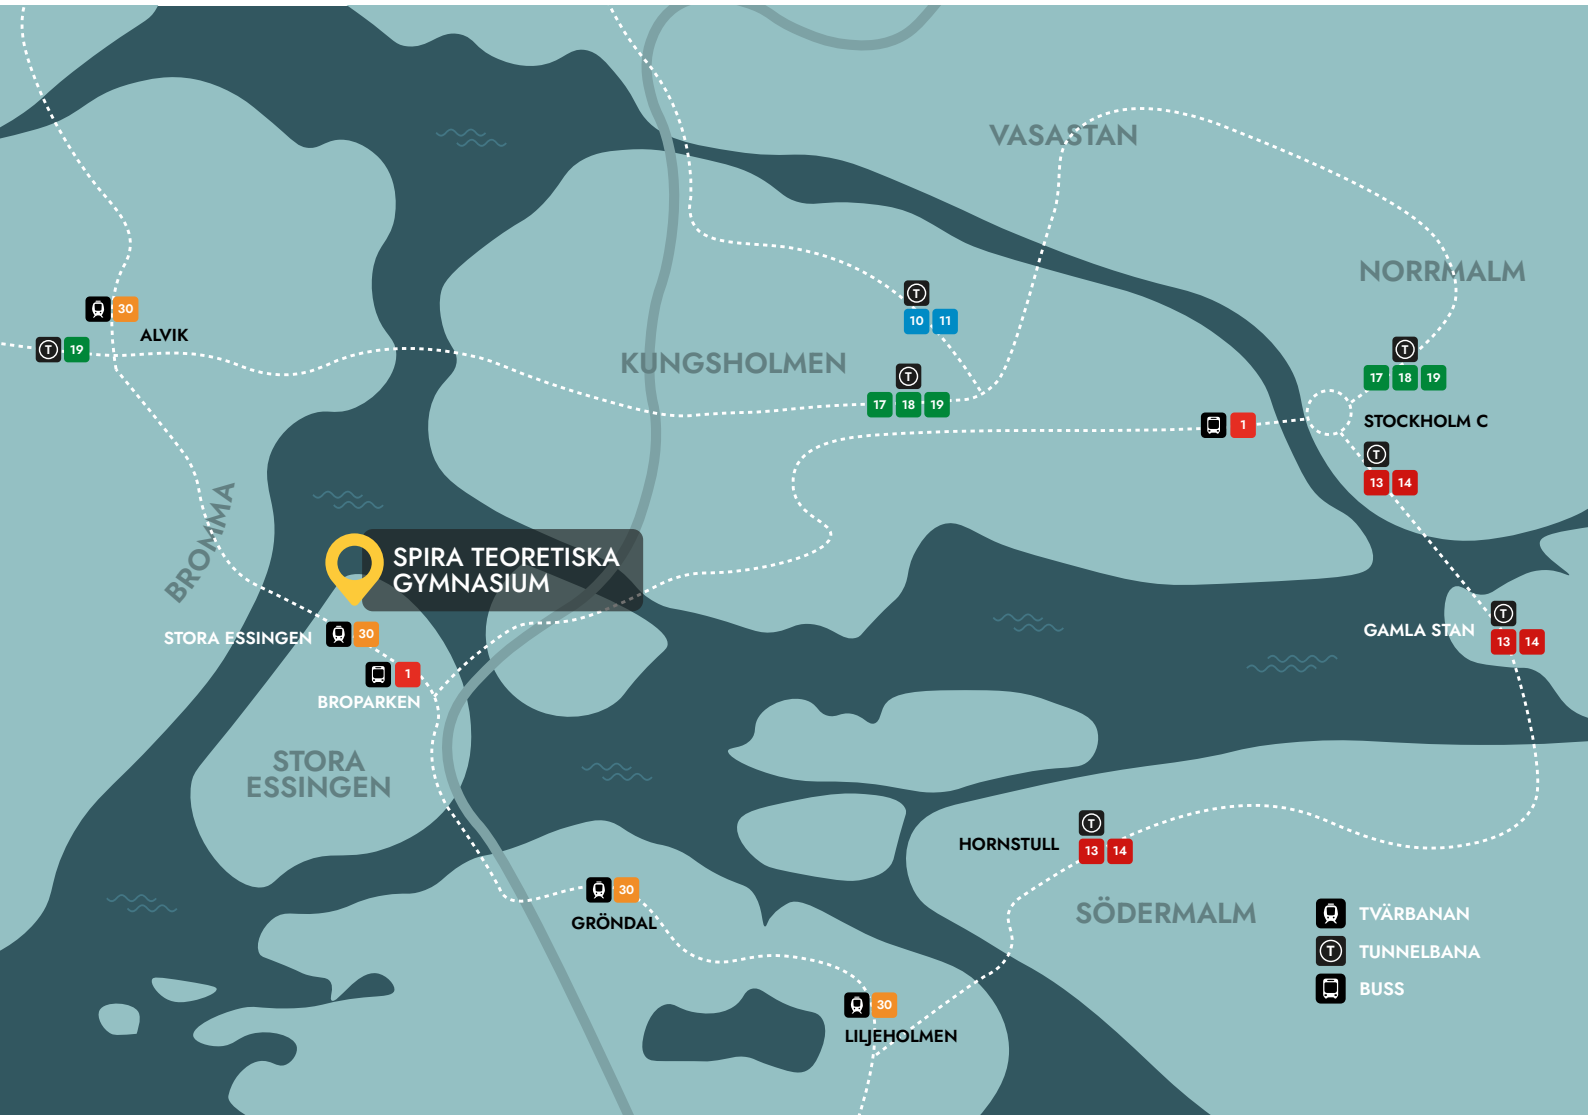 VASASTAN
NORRMALM
T
10 11
30
ALVIK
T 19
KUNGSHOLMEN
T
17 18 19
T
17 18 19
STOCKHOLM C
1
T
13 14
BROMMA
SPIRA TEORETISKA
GYMNASIUM
STORA ESSINGEN
30
1
BROPARKEN
GAMLA STAN
T
13 14
STORA
ESSINGEN
HORNSTULL
T
13 14
SÖDERMALM
30
GRÖNDAL
30
LILJEHOLMEN
TVÄRBANAN
T TUNNELBANA
BUSS